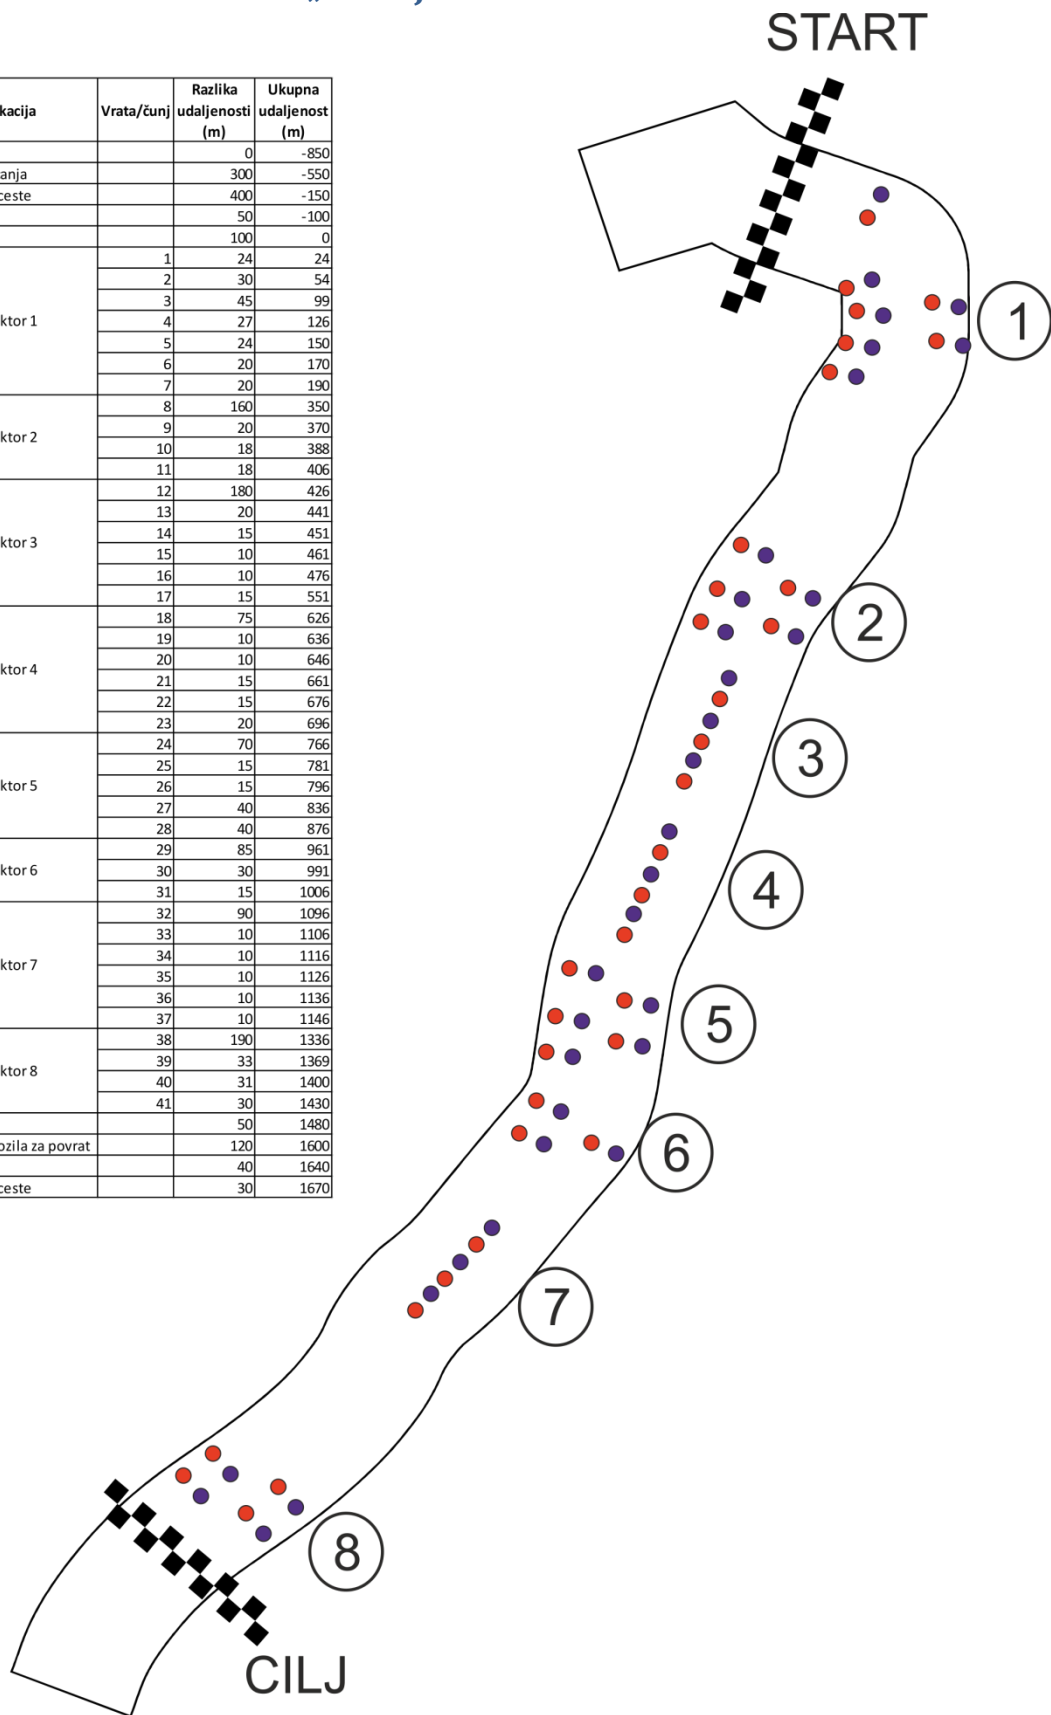 START
kacija Vrata/čunj Razlika udaljenosti (m) Ukupna udaljenost (m)
0 -850
anja 300 -550
ceste 400 -150
50 -100
100 0
ktor 1
1 24 24
2 30 54
3 45 99
4 27 126
5 24 150
6 20 170
7 20 190
ktor 2
8 160 350
9 20 370
10 18 388
11 18 406
ktor 3
12 180 426
13 20 441
14 15 451
15 10 461
16 10 476
17 15 551
ktor 4
18 75 626
19 10 636
20 10 646
21 15 661
22 15 676
23 20 696
ktor 5
24 70 766
25 15 781
26 15 796
27 40 836
28 40 876
ktor 6
29 85 961
30 30 991
31 15 1006
ktor 7
32 90 1096
33 10 1106
34 10 1116
35 10 1126
36 10 1136
37 10 1146
ktor 8
38 190 1336
39 33 1369
40 31 1400
41 30 1430
50 1480
ozila za povrat 120 1600
40 1640
ceste 30 1670
1
2
3
4
5
6
7
8
CILJ